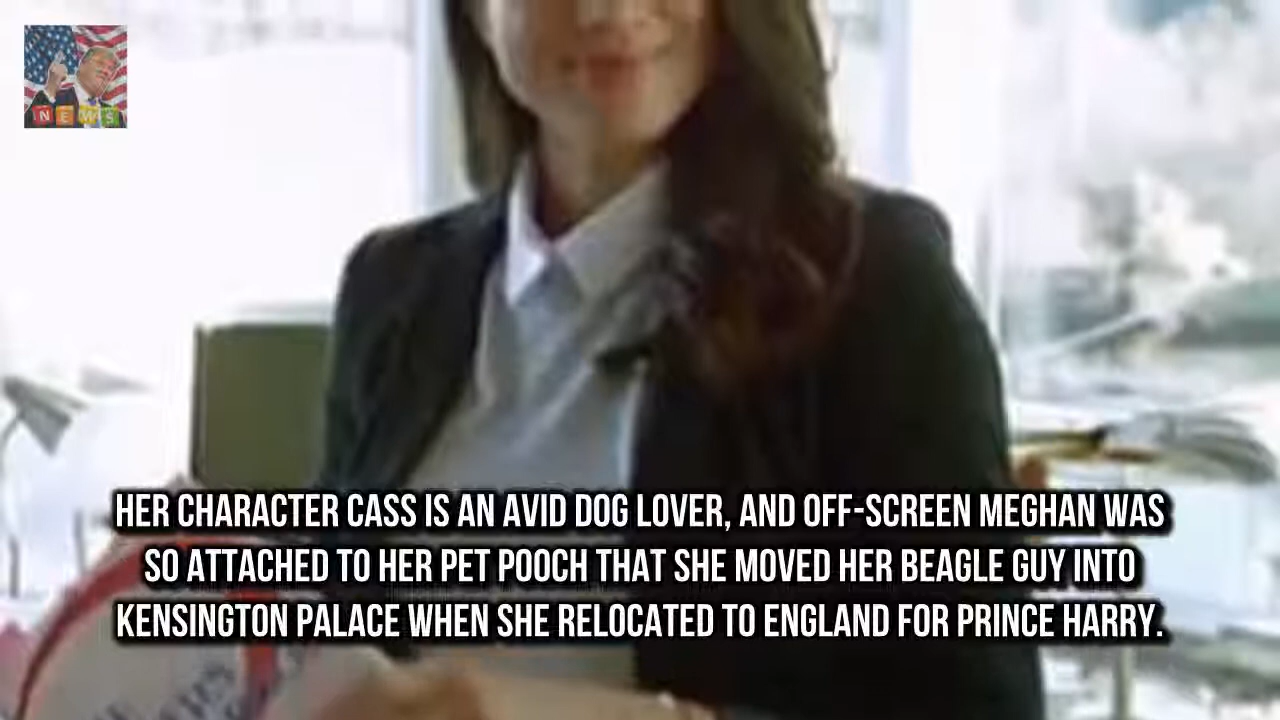 NEWS
HER CHARACTER CASS IS AN AVID DOG LOVER, AND OFF-SCREEN MEGHAN WAS
SO ATTACHED TO HER PET POOCH THAT SHE MOVED HER BEAGLE GUY INTO
KENSINGTON PALACE WHEN SHE RELOCATED TO ENGLAND FOR PRINCE HARRY.